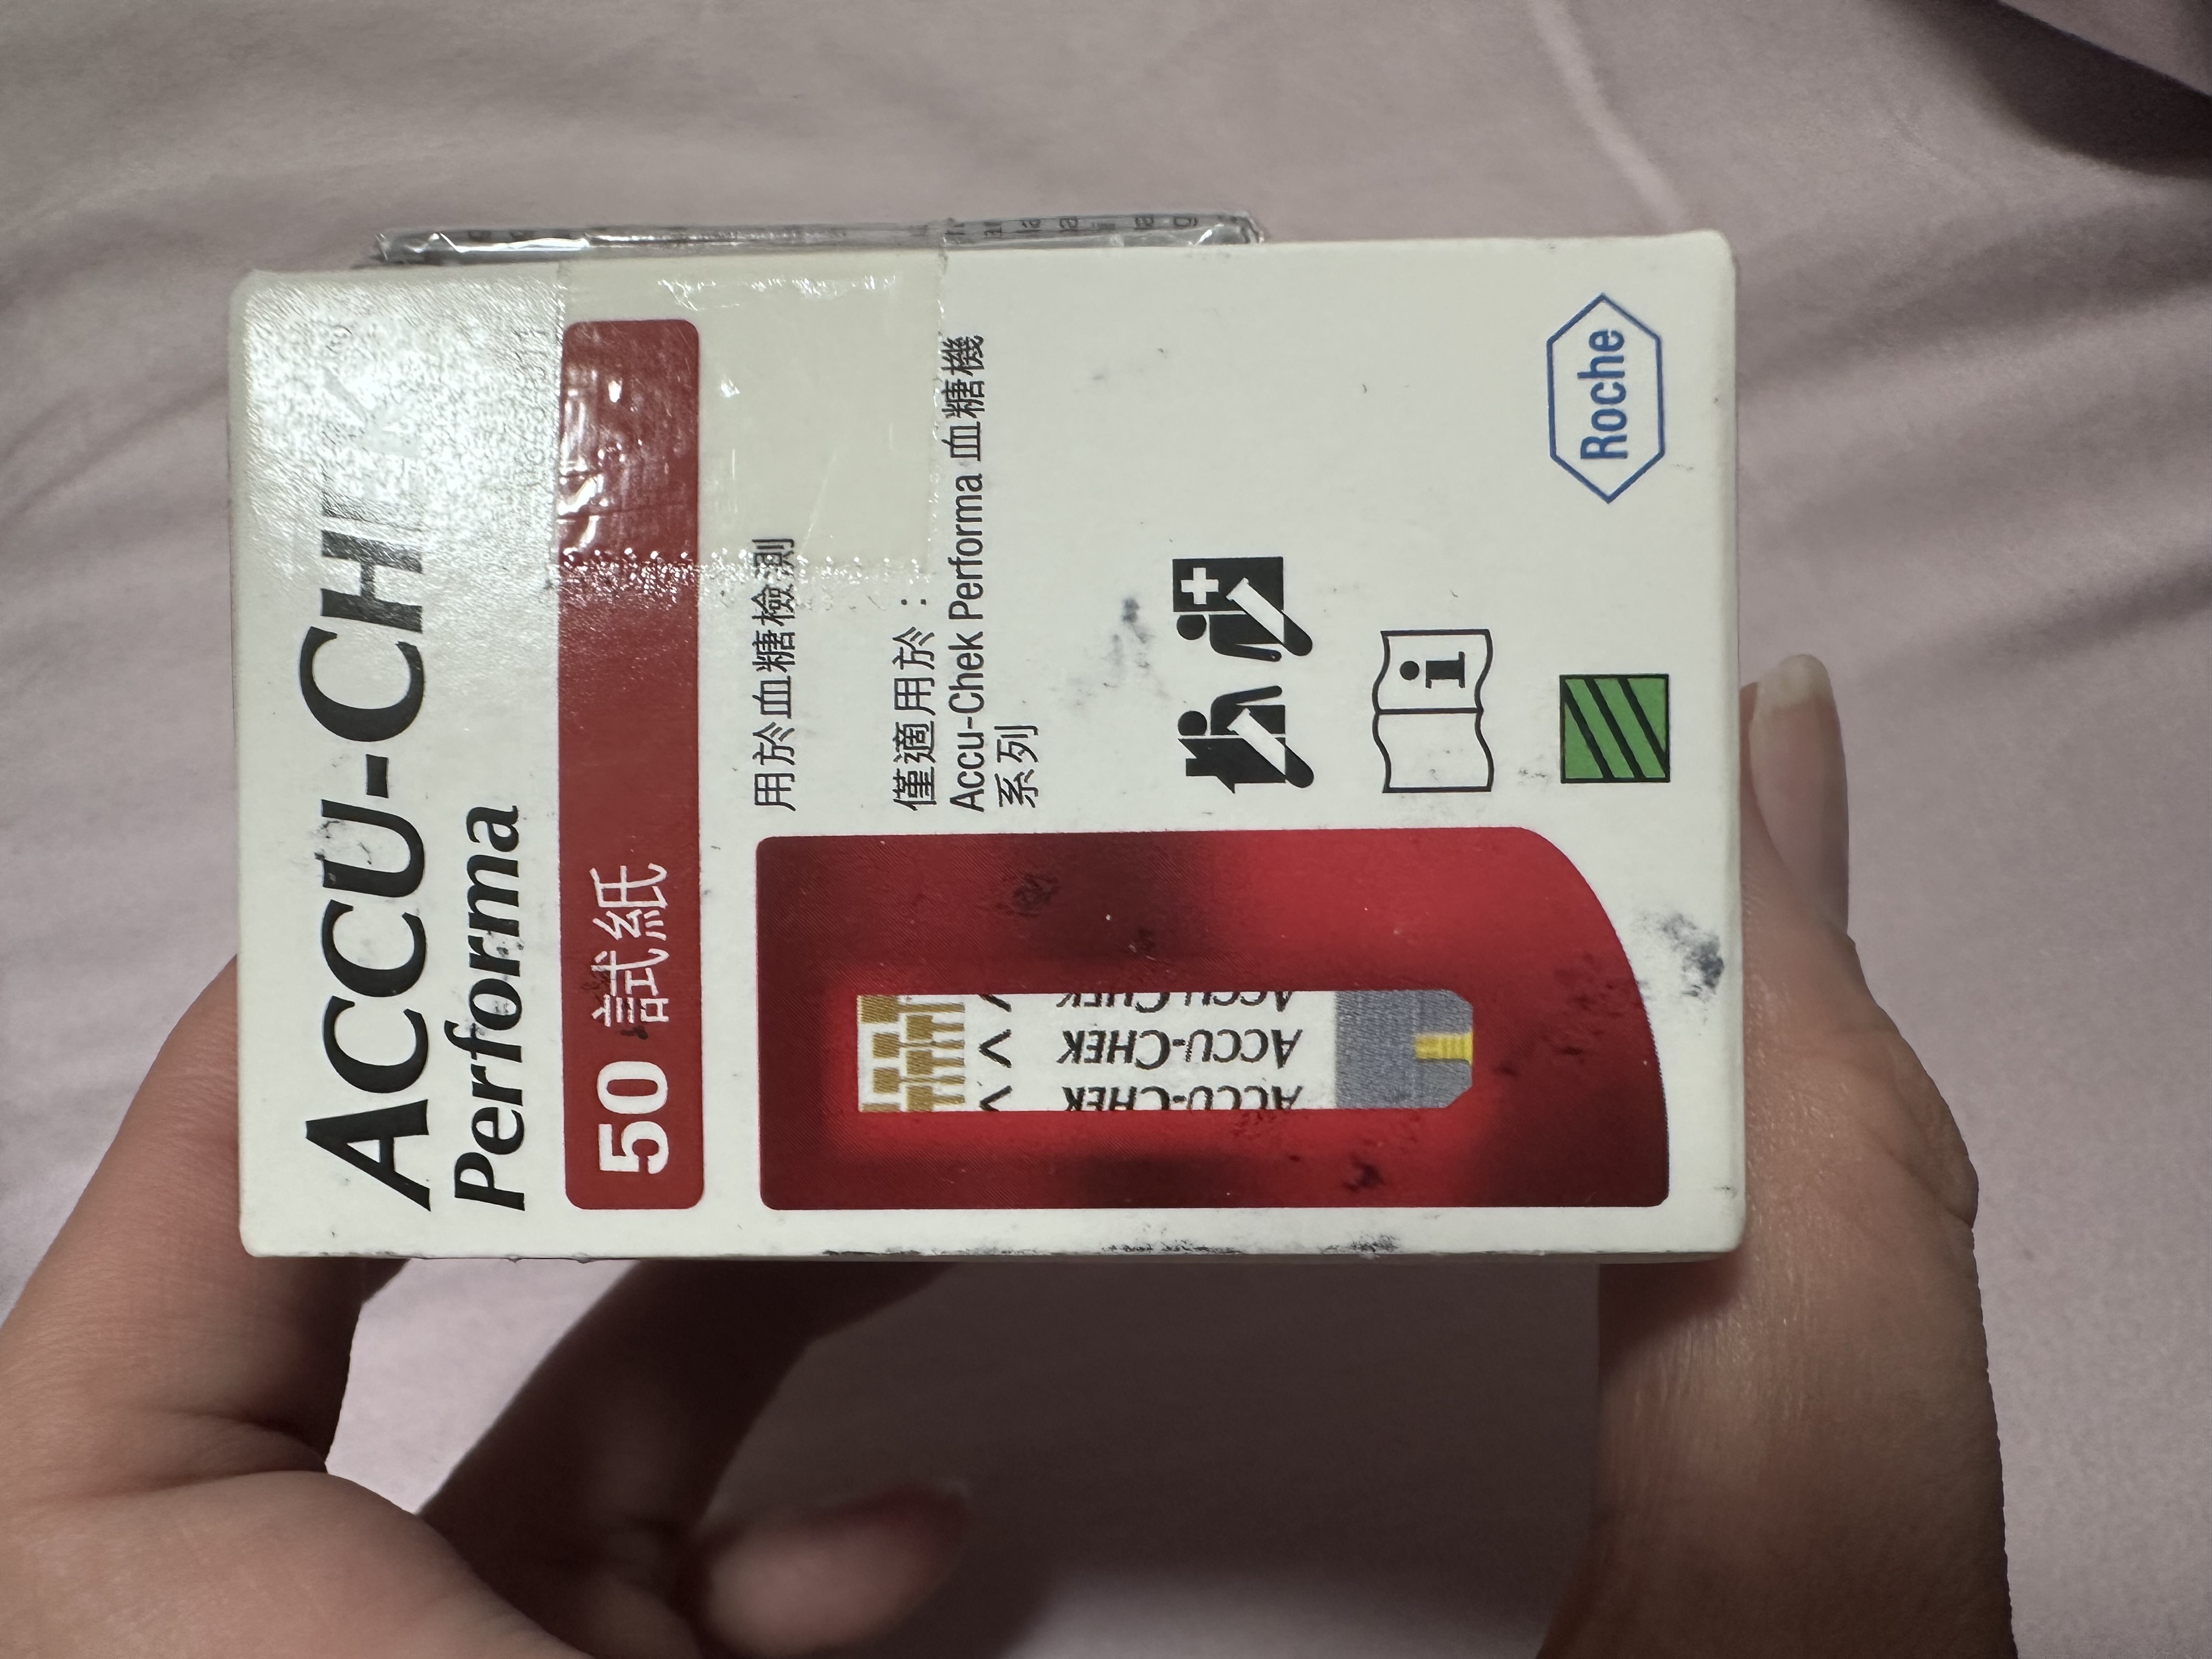 ACCU-CHEK
Performa
50 試紙
用於血糖檢測
僅適用於：
Accu-Chek Performa 血糖機
系列
ACCU-CHEK
ACCU-CHEK
ACCU-CHEK
i
Roche